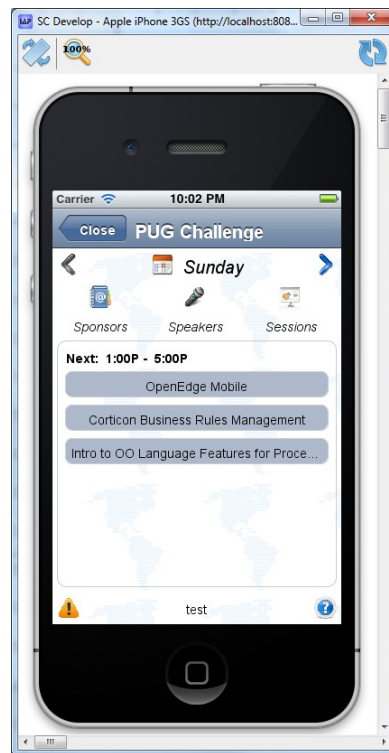 SC Develop - Apple iPhone 3GS (http://localhost:808...
100%
Carrier 10:02 PM
Close PUG Challenge
Sunday
Sponsors Speakers Sessions
Next: 1:00P - 5:00P
OpenEdge Mobile
Corticon Business Rules Management
Intro to OO Language Features for Proce...
test